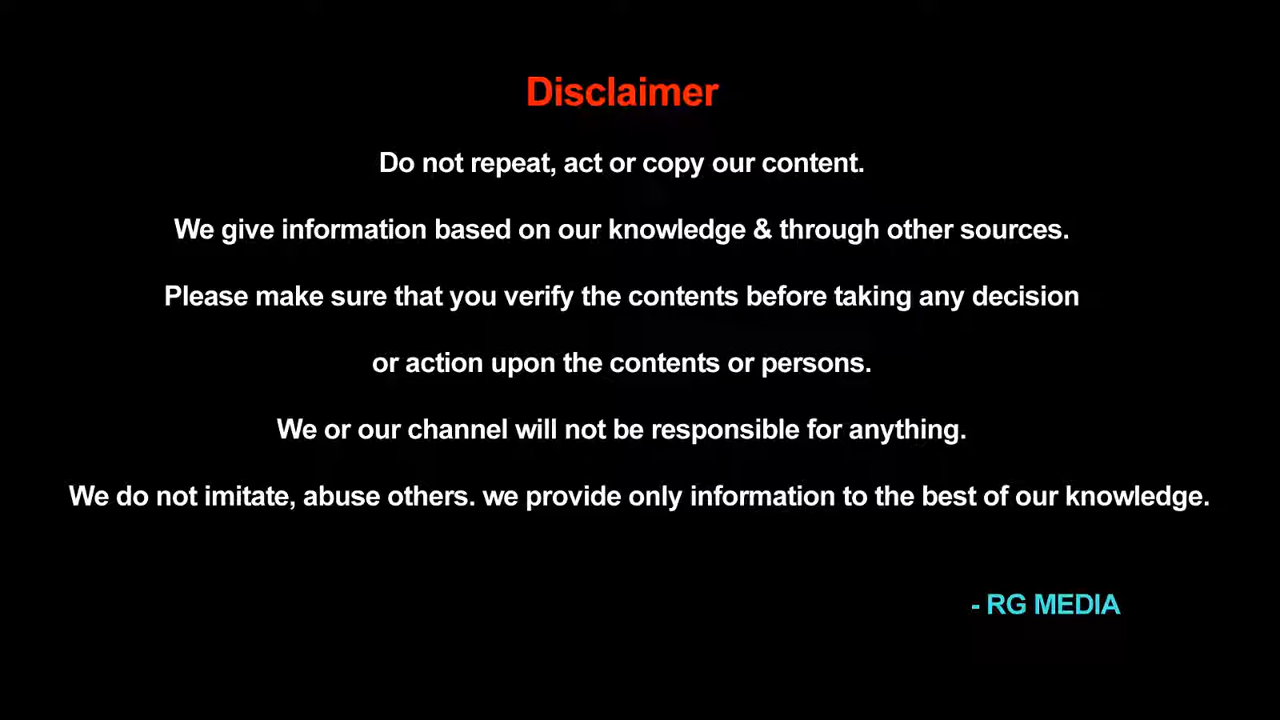 Disclaimer
Do not repeat, act or copy our content.
We give information based on our knowledge & through other sources.
Please make sure that you verify the contents before taking any decision
or action upon the contents or persons.
We or our channel will not be responsible for anything.
We do not imitate, abuse others. we provide only information to the best of our knowledge.
- RG MEDIA